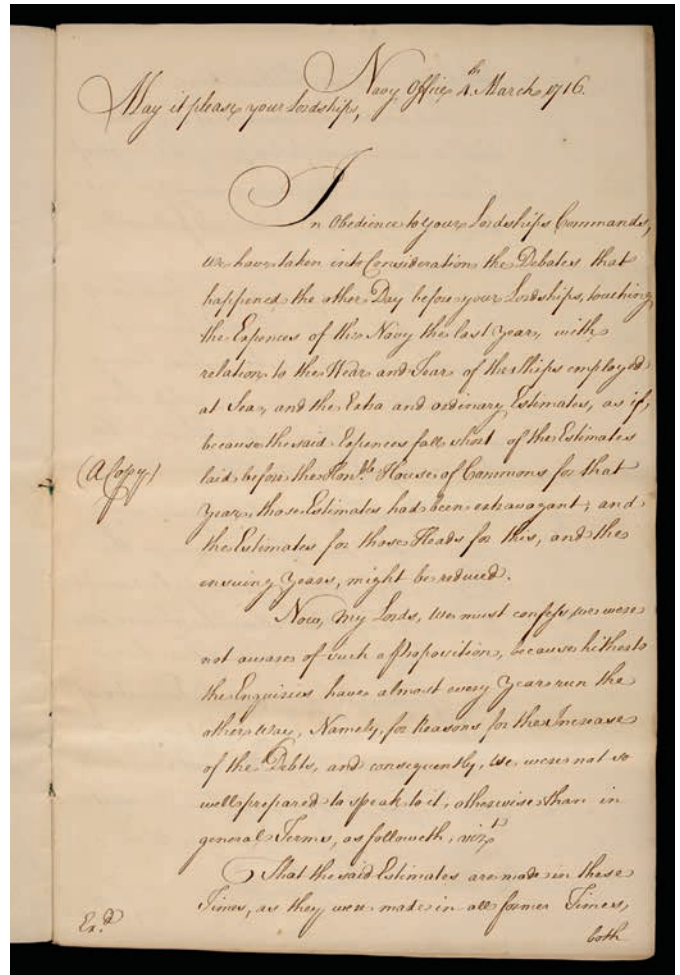 Navy Office 4.th March 1716.
May it please your Lordships,
In Obedience to your Lordships Commands,
we have taken into Consideration the Debates that
happened the other Day before your Lordships, touching
the Expences of the Navy the last Year, with
relation to the Wear and Tear of the Ships employed
at Sea, and the Extra and ordinary Estimates, as if,
because the said Expences fall short of the Estimates
(A Copy)
laid before the Hon.ble House of Commons for that
Year, those Estimates had been extravagant; and
the Estimates for those Heads for this, and the
ensuing Years, might be reduced.
Now, My Lords, we must confess, we were
not aware of such a Proposition, because hitherto
the Enquiries have almost every Year run the
other way, Namely, for Reasons for the Increase
of the Debts, and consequently, we were not so
well prepared to speak to it, otherwise than in
general Terms, as followeth, viz.t
That the said Estimates are made in these
Times, as they were made in all former Times,
Ex.d
both